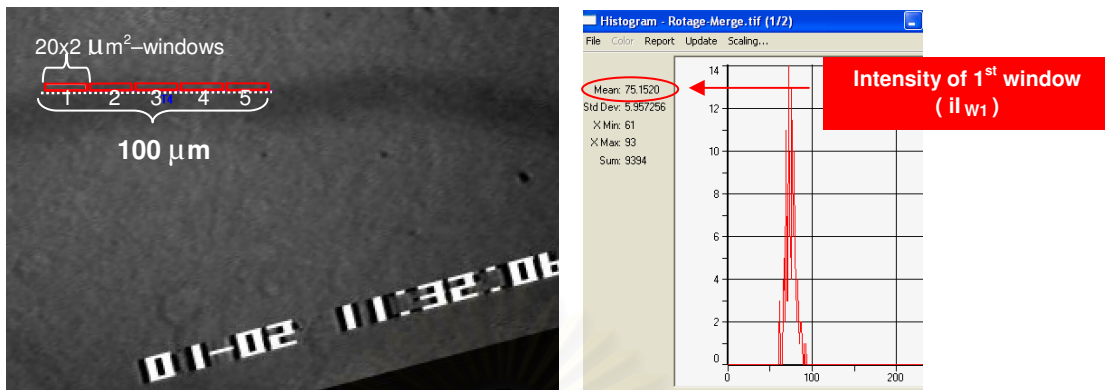 20x2 μm²–windows
1 2 3 4 5
14
100 μm
01-02 11:32:06
Histogram - Rotage-Merge.tif (1/2)
File Color Report Update Scaling...
Mean: 75.1520
Std Dev: 5.957256
X Min: 61
X Max: 93
Sum: 9394
14
12
10
8
6
4
2
0
0 100 200
Intensity of 1st window
( iI W1 )